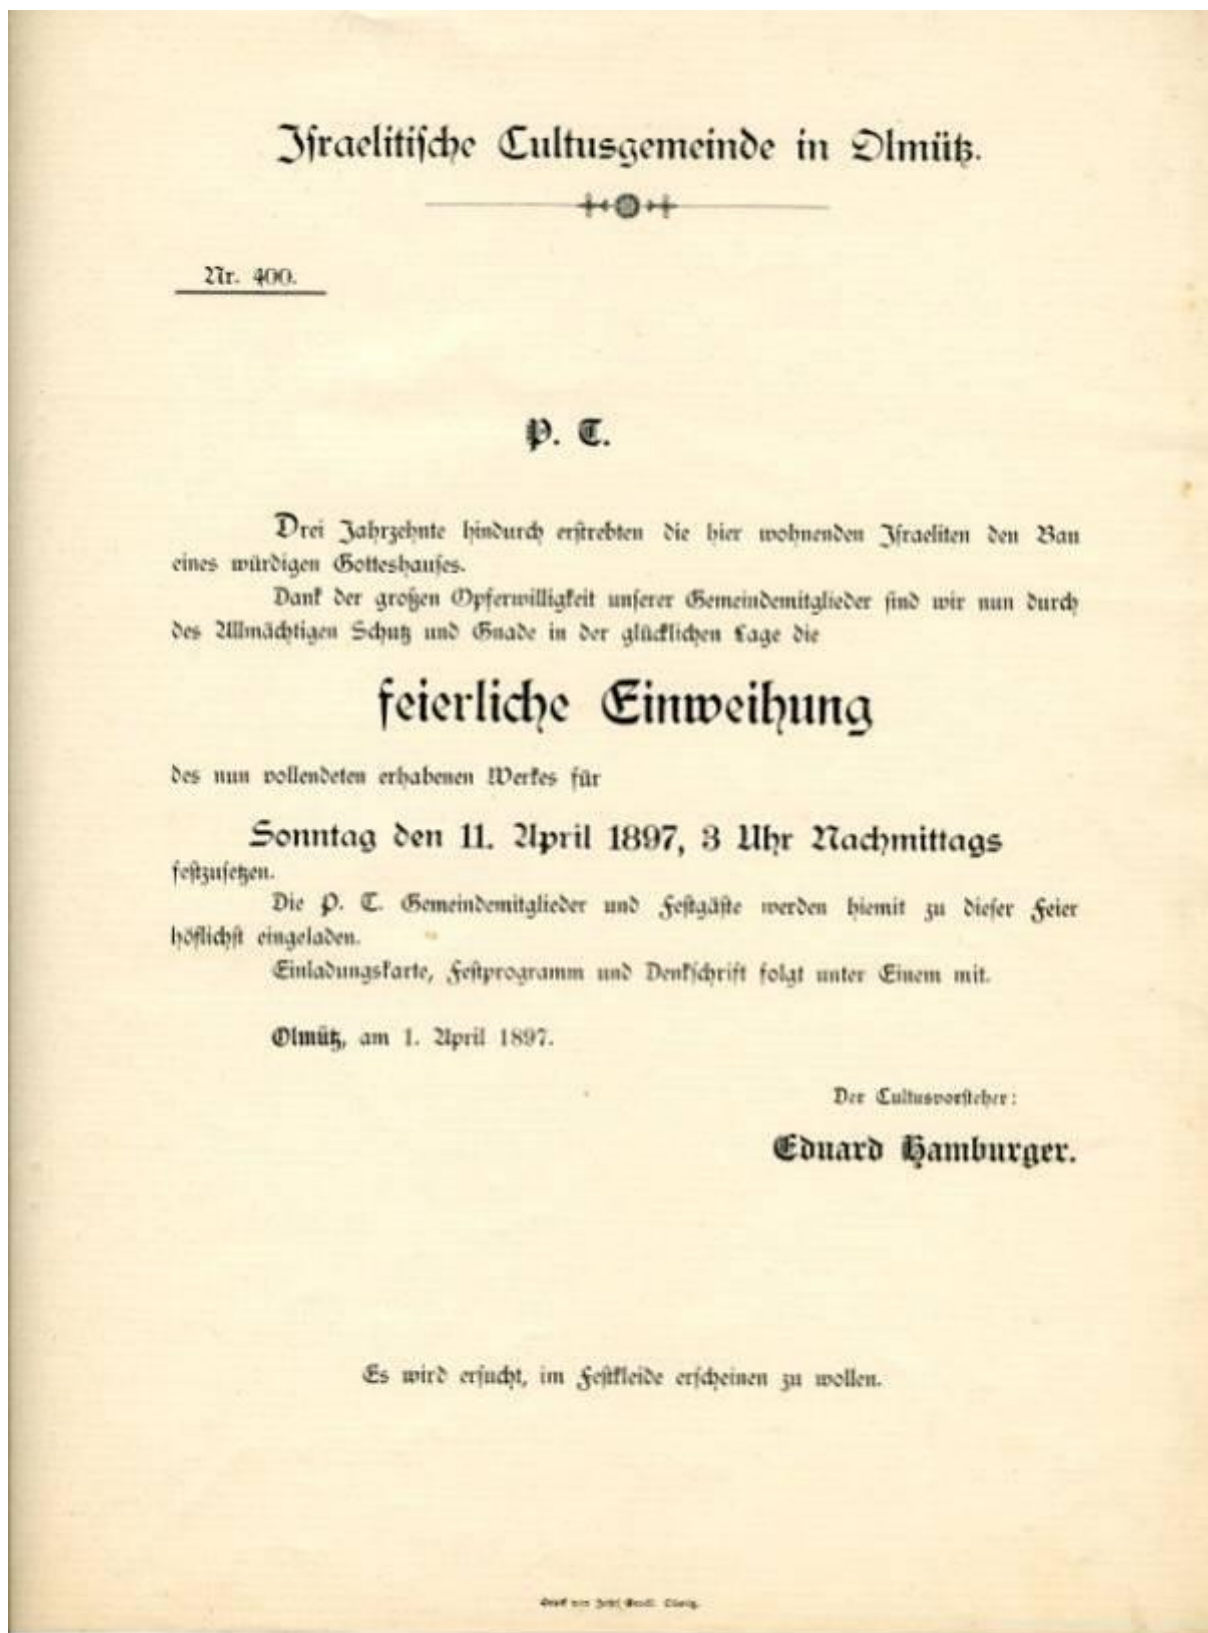 Israelitische Cultusgemeinde in Olmütz.
Nr. 400.
P. T.
Drei Jahrzehnte hindurch erstrebten die hier wohnenden Israeliten den Bau
eines würdigen Gotteshauses.
Dank der großen Opferwilligkeit unserer Gemeindemitglieder sind wir nun durch
des Allmächtigen Schutz und Gnade in der glücklichen Lage die
feierliche Einweihung
des nun vollendeten erhabenen Werkes für
Sonntag den 11. April 1897, 3 Uhr Nachmittags
festzusetzen.
Die P. T. Gemeindemitglieder und Festgäste werden hiemit zu dieser Feier
höflichst eingeladen.
Einladungskarte, Festprogramm und Denkschrift folgt unter Einem mit.
Olmütz, am 1. April 1897.
Der Cultusvorsteher:
Eduard Hamburger.
Es wird ersucht, im Festkleide erscheinen zu wollen.
Druck von